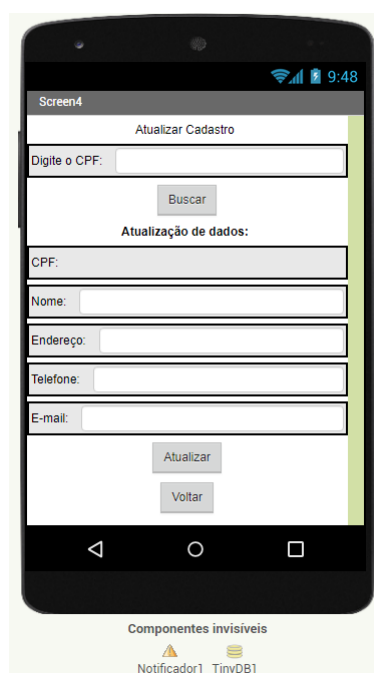 9:48
Screen4
Atualizar Cadastro
Digite o CPF:
Buscar
Atualização de dados:
CPF:
Nome:
Endereço:
Telefone:
E-mail:
Atualizar
Voltar
Componentes invisíveis
Notificador1 TinyDB1